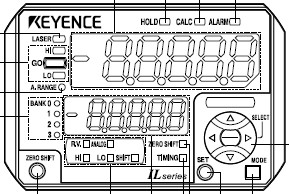 KEYENCE HOLD CALC ALARM
LASER
HI
GO
LO
A.RANGE
BANK 0
1
2
3
R.V. ANALOG ZERO SHIFT
HI LO SHIFT TIMING
IL series
ZERO SHIFT
SET
SELECT
MODE